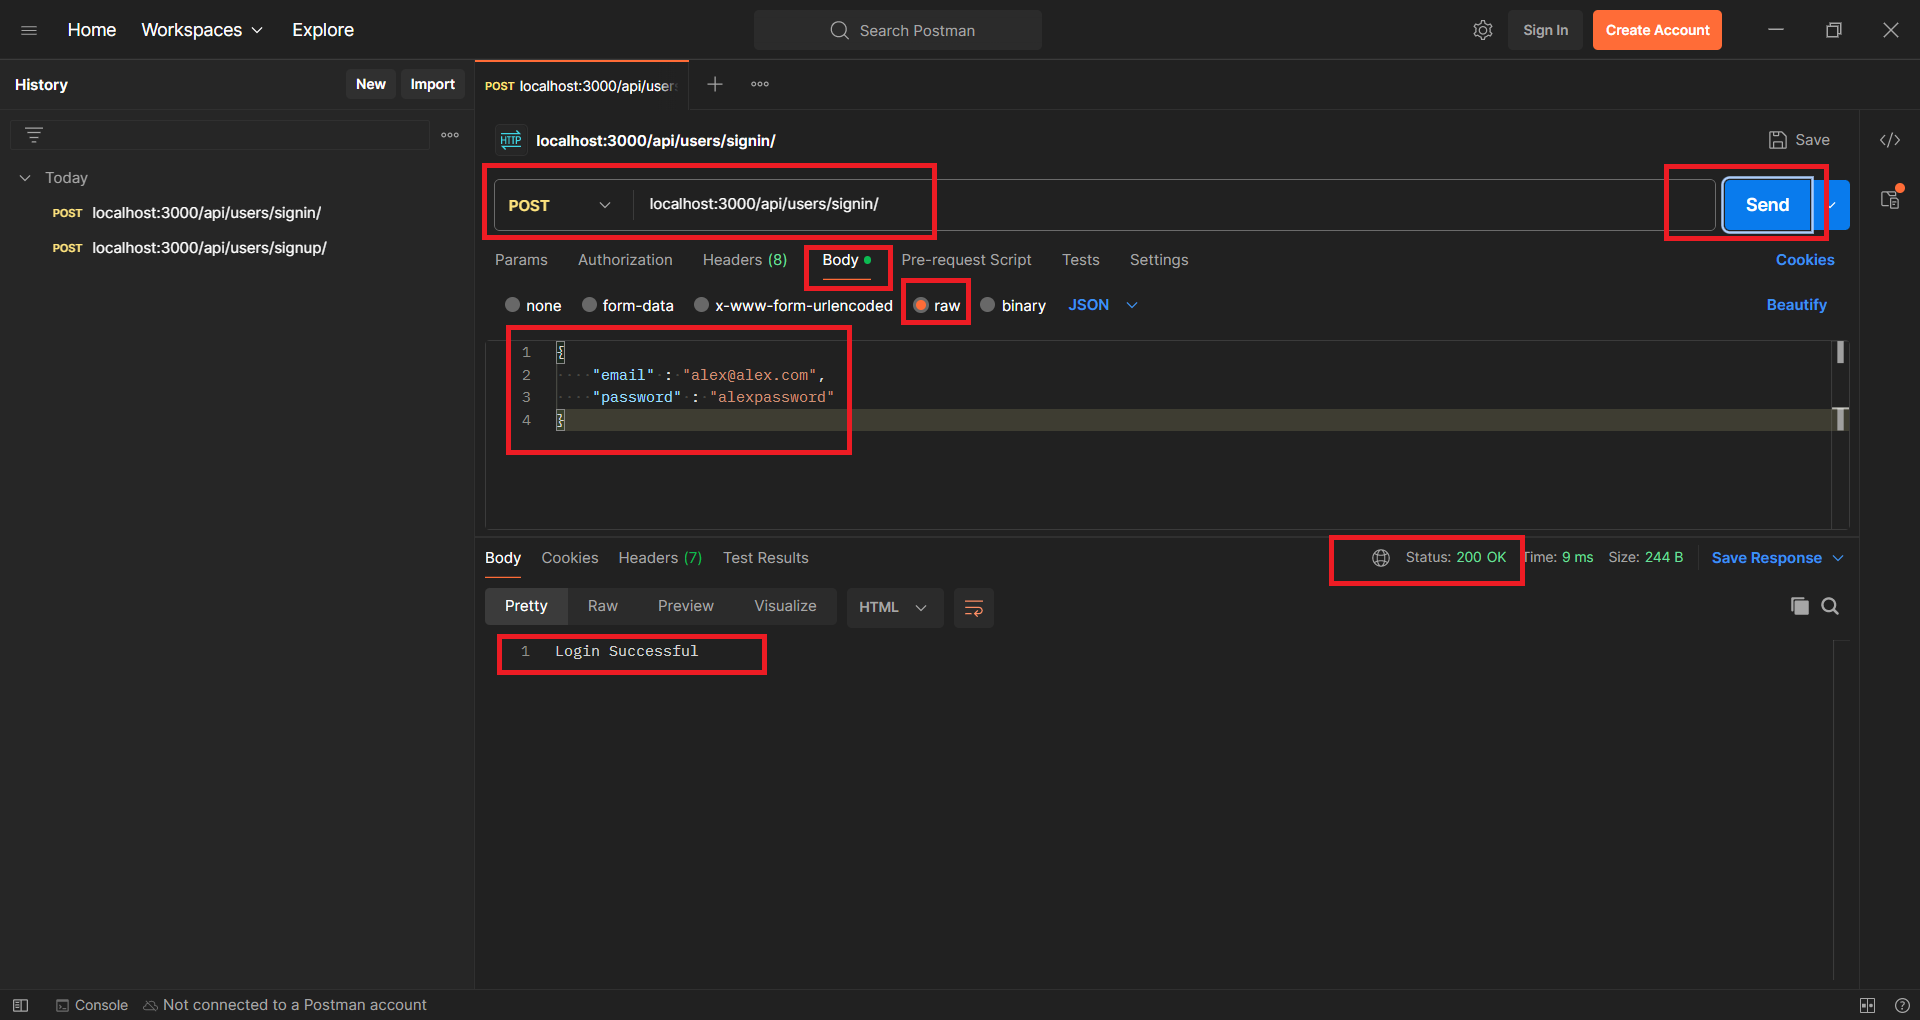 Home Workspaces Explore Search Postman Sign In Create Account
History New Import
POST localhost:3000/api/user
HTTP localhost:3000/api/users/signin/ Save
Today
POST localhost:3000/api/users/signin/
POST localhost:3000/api/users/signup/
POST localhost:3000/api/users/signin/ Send
Params Authorization Headers (8) Body Pre-request Script Tests Settings Cookies
none form-data x-www-form-urlencoded raw binary JSON Beautify
1 {
2 "email" : "alex@alex.com",
3 "password" : "alexpassword"
4 }
Body Cookies Headers (7) Test Results Status: 200 OK Time: 9 ms Size: 244 B Save Response
Pretty Raw Preview Visualize HTML
1 Login Successful
Console Not connected to a Postman account